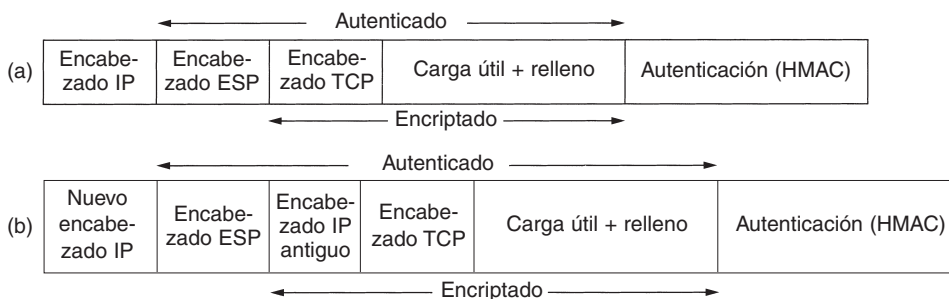 Autenticado
(a)
Encabe-
zado IP
Encabe-
zado ESP
Encabe-
zado TCP
Carga útil + relleno
Autenticación (HMAC)
Encriptado
Autenticado
(b)
Nuevo
encabe-
zado IP
Encabe-
zado ESP
Encabe-
zado IP
antiguo
Encabe-
zado TCP
Carga útil + relleno
Autenticación (HMAC)
Encriptado